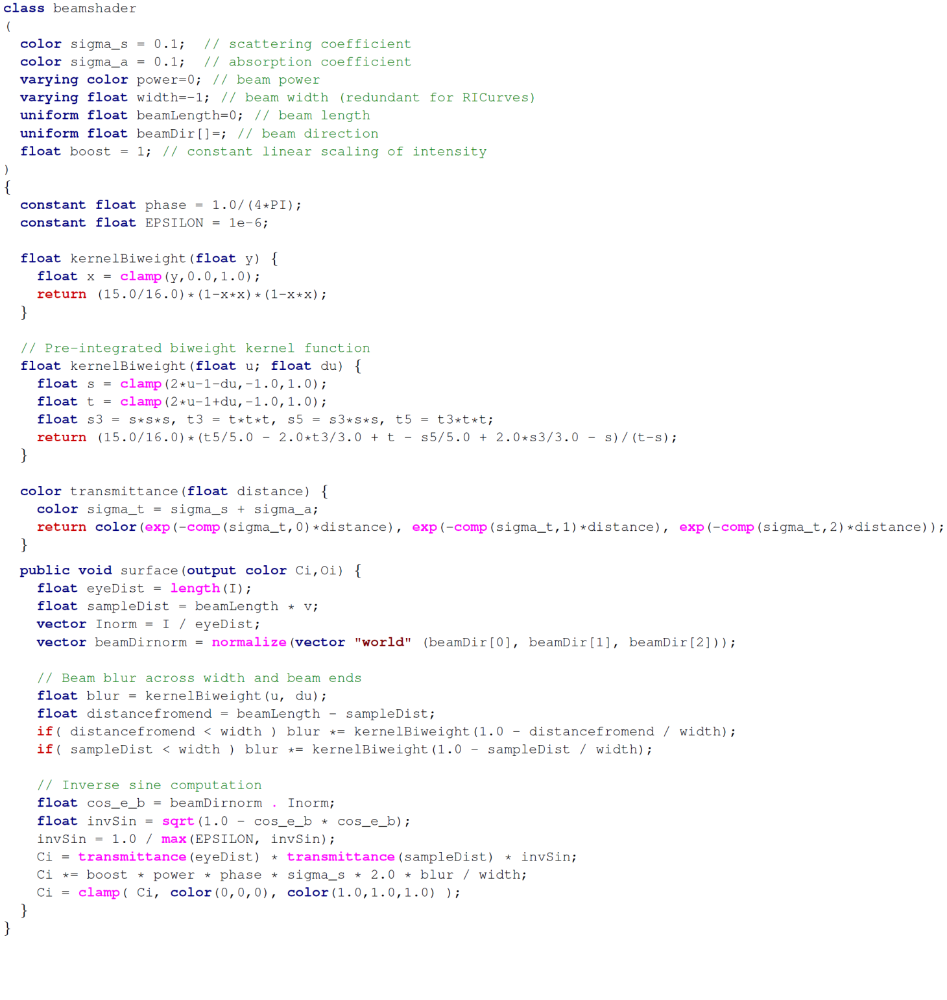 class beamshader
(
  color sigma_s = 0.1;  // scattering coefficient
  color sigma_a = 0.1;  // absorption coefficient
  varying color power=0; // beam power
  varying float width=-1; // beam width (redundant for RICurves)
  uniform float beamLength=0; // beam length
  uniform float beamDir[]=; // beam direction
  float boost = 1; // constant linear scaling of intensity
)
{
  constant float phase = 1.0/(4*PI);
  constant float EPSILON = 1e-6;

  float kernelBiweight(float y) {
    float x = clamp(y,0.0,1.0);
    return (15.0/16.0)*(1-x*x)*(1-x*x);
  }

  // Pre-integrated biweight kernel function
  float kernelBiweight(float u; float du) {
    float s = clamp(2*u-1-du,-1.0,1.0);
    float t = clamp(2*u-1+du,-1.0,1.0);
    float s3 = s*s*s, t3 = t*t*t, s5 = s3*s*s, t5 = t3*t*t;
    return (15.0/16.0)*(t5/5.0 - 2.0*t3/3.0 + t - s5/5.0 + 2.0*s3/3.0 - s)/(t-s);
  }

  color transmittance(float distance) {
    color sigma_t = sigma_s + sigma_a;
    return color(exp(-comp(sigma_t,0)*distance), exp(-comp(sigma_t,1)*distance), exp(-comp(sigma_t,2)*distance));
  }
  public void surface(output color Ci,Oi) {
    float eyeDist = length(I);
    float sampleDist = beamLength * v;
    vector Inorm = I / eyeDist;
    vector beamDirnorm = normalize(vector "world" (beamDir[0], beamDir[1], beamDir[2]));

    // Beam blur across width and beam ends
    float blur = kernelBiweight(u, du);
    float distancefromend = beamLength - sampleDist;
    if( distancefromend < width ) blur *= kernelBiweight(1.0 - distancefromend / width);
    if( sampleDist < width ) blur *= kernelBiweight(1.0 - sampleDist / width);

    // Inverse sine computation
    float cos_e_b = beamDirnorm . Inorm;
    float invSin = sqrt(1.0 - cos_e_b * cos_e_b);
    invSin = 1.0 / max(EPSILON, invSin);
    Ci = transmittance(eyeDist) * transmittance(sampleDist) * invSin;
    Ci *= boost * power * phase * sigma_s * 2.0 * blur / width;
    Ci = clamp( Ci, color(0,0,0), color(1.0,1.0,1.0) );
  }
}